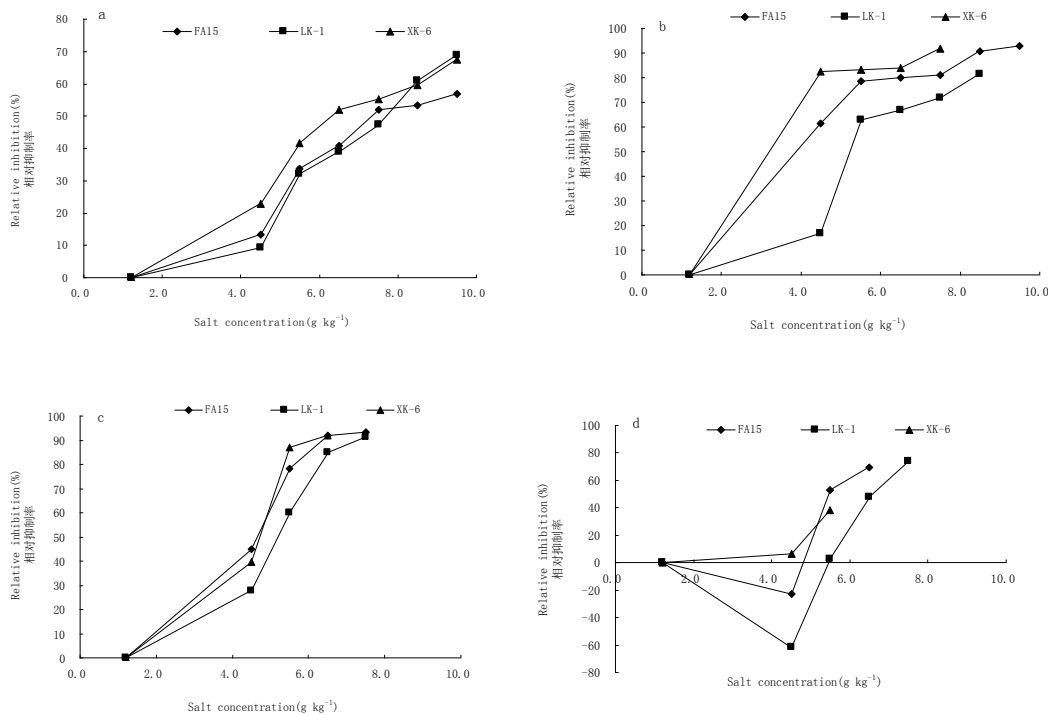 a
FA15 LK-1 XK-6
80
70
60
50
40
30
20
10
0
0.0 2.0 4.0 6.0 8.0 10.0
Relative inhibition(%)
相对抑制率
Salt concentration(g kg⁻¹)
b
FA15 LK-1 XK-6
100
90
80
70
60
50
40
30
20
10
0
0.0 2.0 4.0 6.0 8.0 10.0
Relative inhibition(%)
相对抑制率
Salt concentration(g kg⁻¹)
c
FA15 LK-1 XK-6
100
90
80
70
60
50
40
30
20
10
0
0.0 2.0 4.0 6.0 8.0 10.0
Relative inhibition(%)
相对抑制率
Salt concentration(g kg⁻¹)
d
FA15 LK-1 XK-6
100
80
60
40
20
0
-20
-40
-60
-80
0.0 2.0 4.0 6.0 8.0 10.0
Relative inhibition(%)
相对抑制率
Salt concentration(g kg⁻¹)